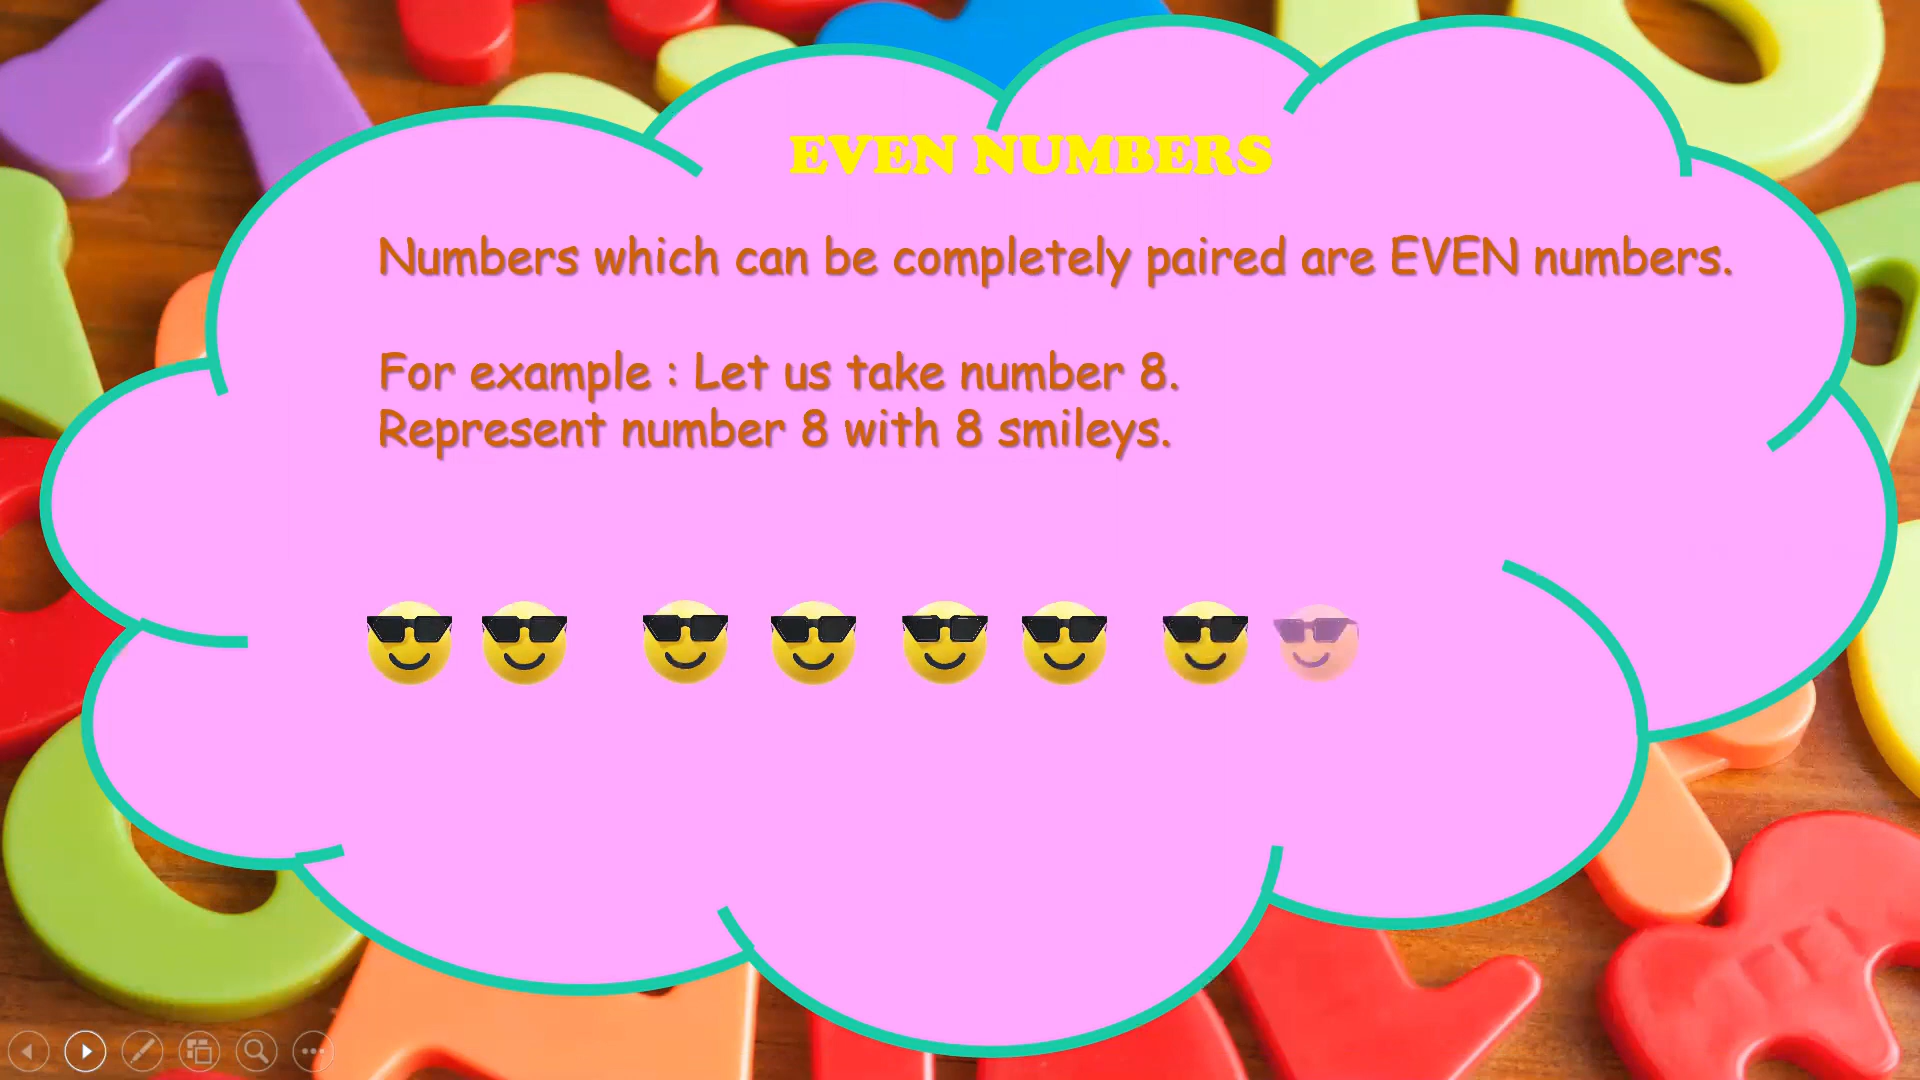 EVEN NUMBERS
Numbers which can be completely paired are EVEN numbers.
For example : Let us take number 8.
Represent number 8 with 8 smileys.